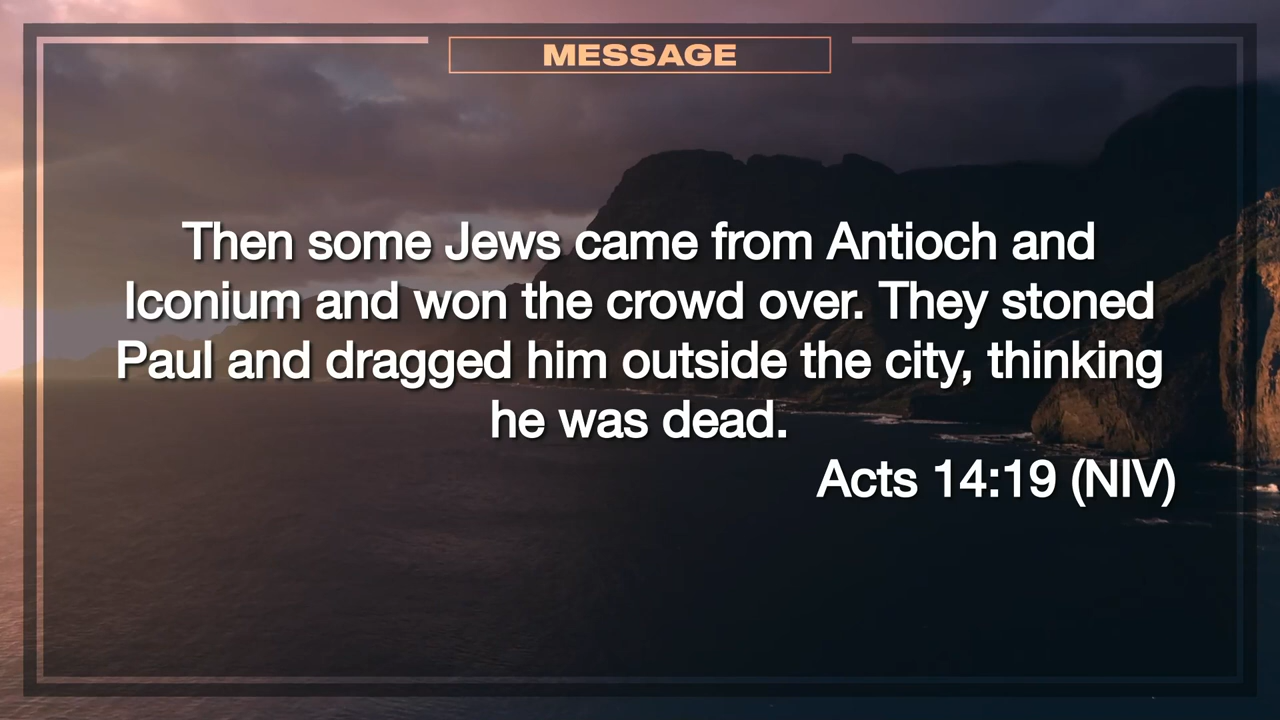 MESSAGE
Then some Jews came from Antioch and
Iconium and won the crowd over. They stoned
Paul and dragged him outside the city, thinking
he was dead.
Acts 14:19 (NIV)